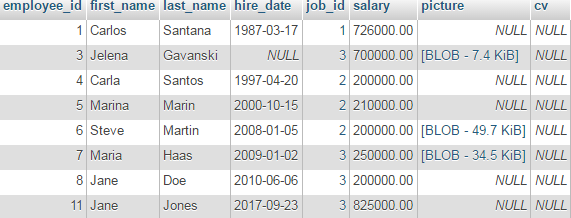 employee_id first_name last_name hire_date job_id salary picture cv
1 Carlos Santana 1987-03-17 1 726000.00 NULL NULL
3 Jelena Gavanski NULL 3 700000.00 [BLOB - 7.4 KiB] NULL
4 Carla Santos 1997-04-20 2 200000.00 NULL NULL
5 Marina Marin 2000-10-15 2 210000.00 NULL NULL
6 Steve Martin 2008-01-05 2 200000.00 [BLOB - 49.7 KiB] NULL
7 Maria Haas 2009-01-02 3 250000.00 [BLOB - 34.5 KiB] NULL
8 Jane Doe 2010-06-06 3 200000.00 NULL NULL
11 Jane Jones 2017-09-23 3 825000.00 NULL NULL